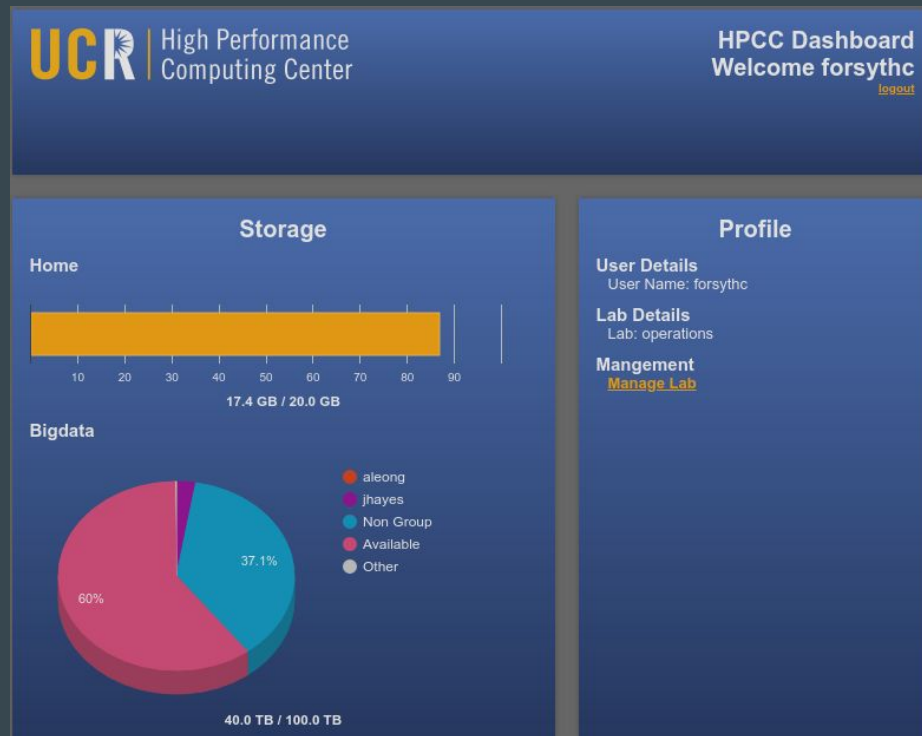 UCR
High Performance
Computing Center
HPCC Dashboard
Welcome forsythc
logout
Storage
Home
10 20 30 40 50 60 70 80 90
17.4 GB / 20.0 GB
Bigdata
aleong
jhayes
Non Group
Available
Other
37.1%
60%
40.0 TB / 100.0 TB
Profile
User Details
User Name: forsythc
Lab Details
Lab: operations
Mangement
Manage Lab